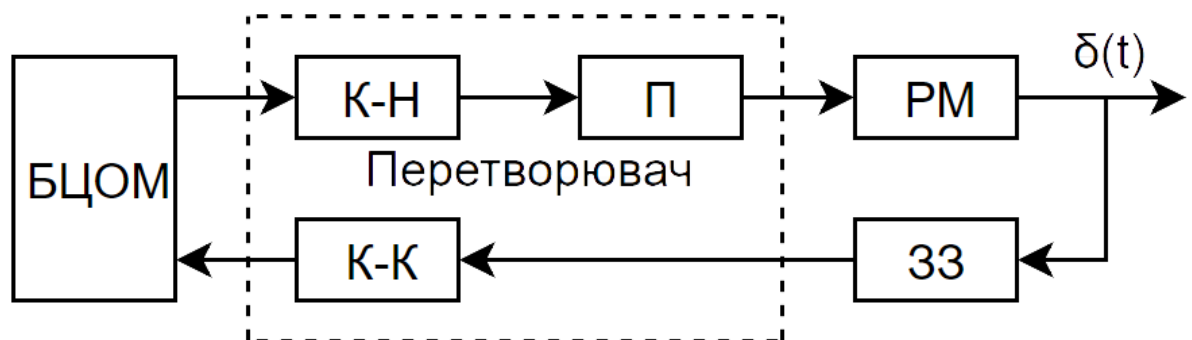 δ(t)
БЦОМ
К-Н
П
РМ
Перетворювач
К-К
ЗЗ